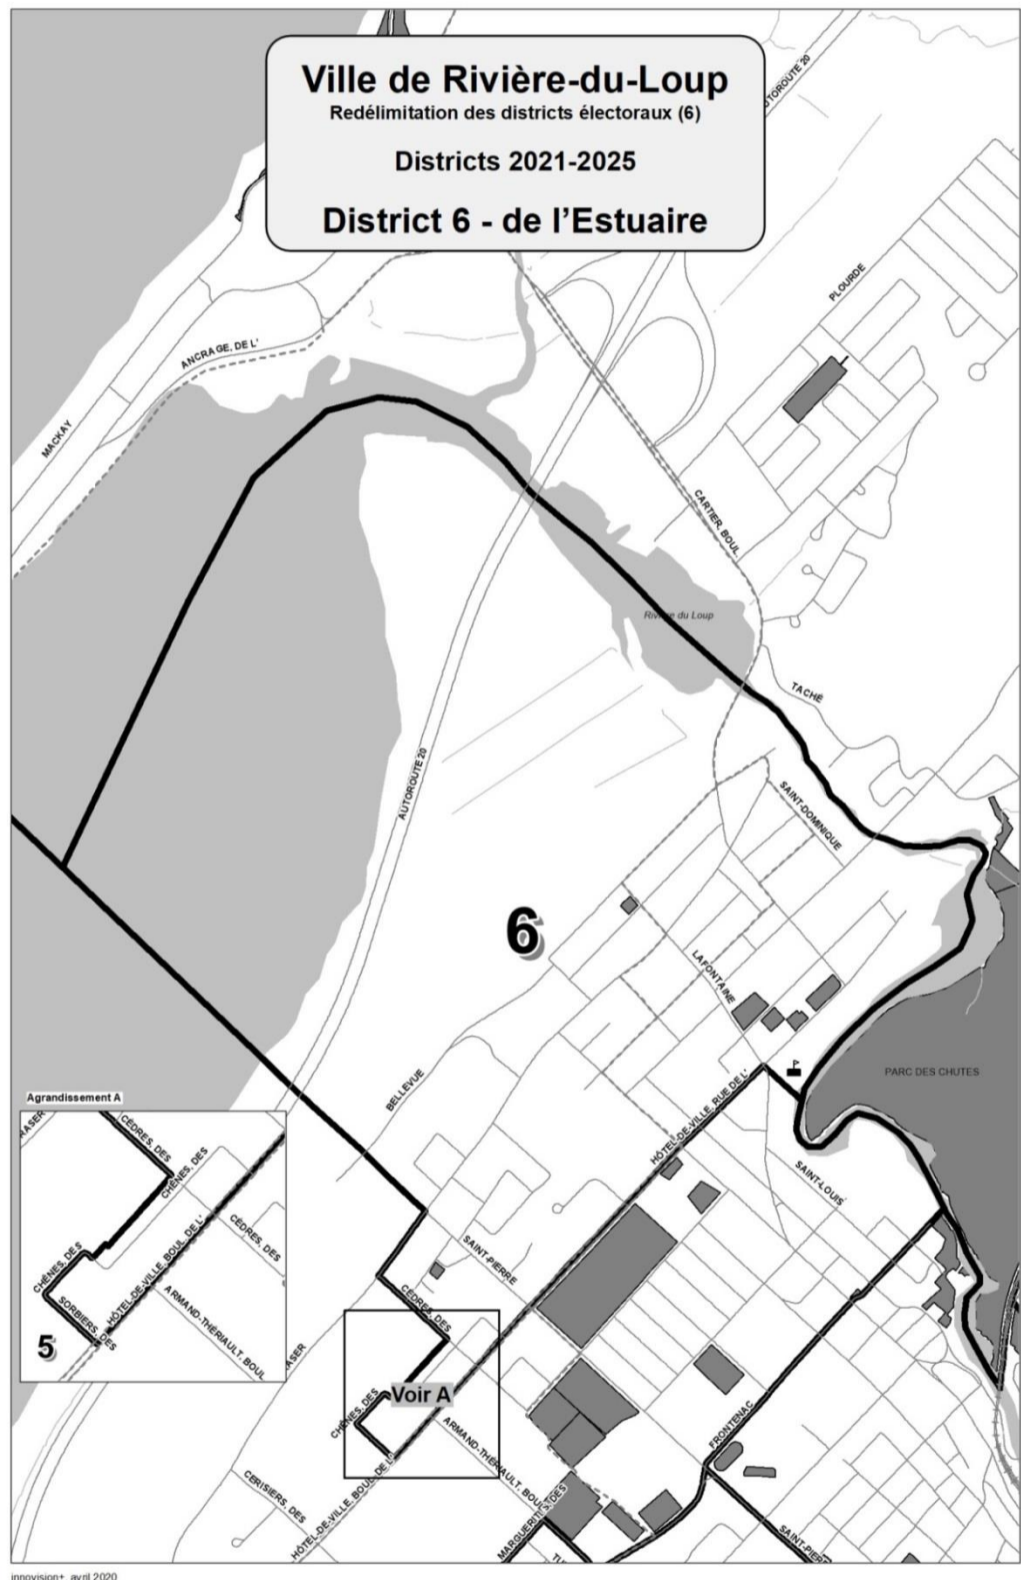 Ville de Rivière-du-Loup
Redélimitation des districts électoraux (6)
Districts 2021-2025
District 6 - de l'Estuaire
AUTOROUTE 20
PLOURDE
ANCRAGE, DE L'
MACKAY
CARTIER, BOUL.
Rivière du Loup
TACHÉ
AUTOROUTE 20
SAINT-DOMINIQUE
6
LAFONTAINE
PARC DES CHUTES
BELLEVUE
HÔTEL-DE-VILLE, RUE DE L'
SAINT-LOUIS
SAINT-PIERRE
CÈDRES, DES
Voir A
CHÊNES, DES
ARMAND-THÉRIAULT, BOUL.
FRONTENAC
CERISIERS, DES
HÔTEL-DE-VILLE, BOUL. DE L'
SAINT-PIERRE
Agrandissement A
RASER
CÈDRES, DES
CHÊNES, DES
CÈDRES, DES
CHÊNES, DES
HÔTEL-DE-VILLE, BOUL. DE L'
SORBIERS, DES
ARMAND-THÉRIAULT, BOUL
5
RASER
innovision+, avril 2020